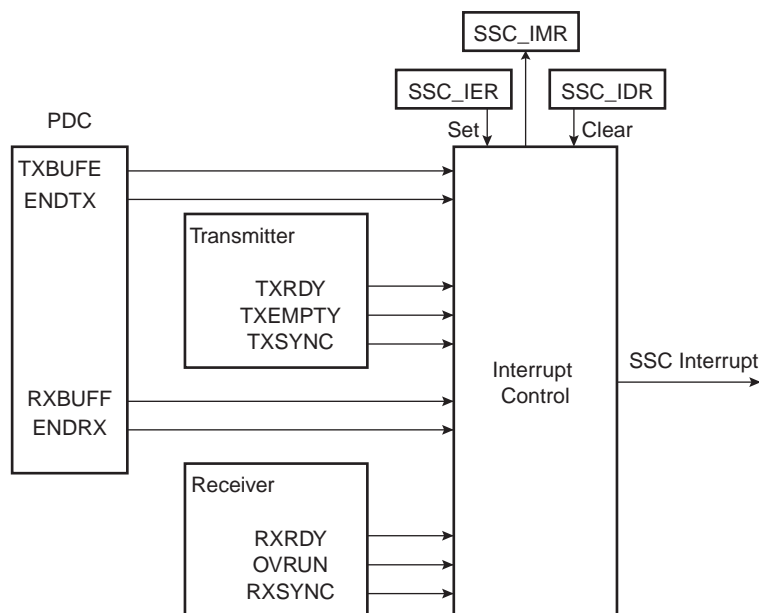 SSC_IMR
SSC_IER
SSC_IDR
Set
Clear
PDC
TXBUFE
ENDTX
Transmitter
TXRDY
TXEMPTY
TXSYNC
RXBUFF
ENDRX
Interrupt
Control
SSC Interrupt
Receiver
RXRDY
OVRUN
RXSYNC